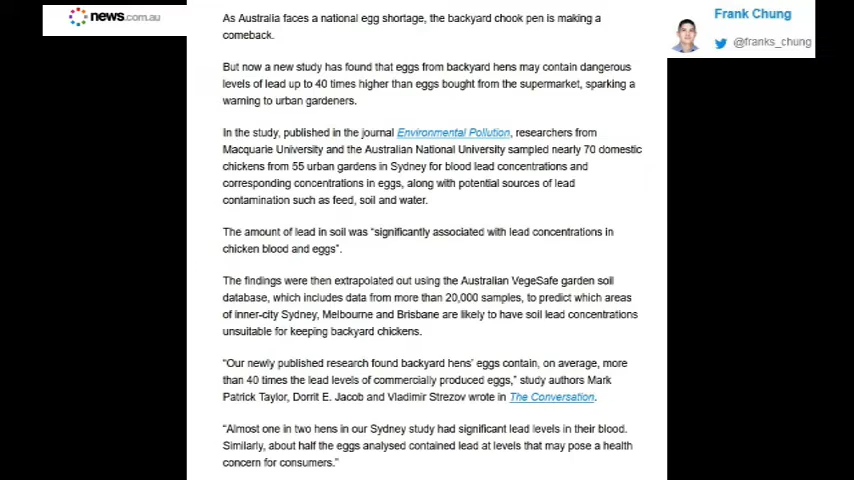 news.com.au
Frank Chung
@franks_chung
As Australia faces a national egg shortage, the backyard chook pen is making a
comeback.
But now a new study has found that eggs from backyard hens may contain dangerous
levels of lead up to 40 times higher than eggs bought from the supermarket, sparking a
warning to urban gardeners.
In the study, published in the journal Environmental Pollution, researchers from
Macquarie University and the Australian National University sampled nearly 70 domestic
chickens from 55 urban gardens in Sydney for blood lead concentrations and
corresponding concentrations in eggs, along with potential sources of lead
contamination such as feed, soil and water.
The amount of lead in soil was “significantly associated with lead concentrations in
chicken blood and eggs”.
The findings were then extrapolated out using the Australian VegeSafe garden soil
database, which includes data from more than 20,000 samples, to predict which areas
of inner-city Sydney, Melbourne and Brisbane are likely to have soil lead concentrations
unsuitable for keeping backyard chickens.
“Our newly published research found backyard hens’ eggs contain, on average, more
than 40 times the lead levels of commercially produced eggs,” study authors Mark
Patrick Taylor, Dorrit E. Jacob and Vladimir Strezov wrote in The Conversation.
“Almost one in two hens in our Sydney study had significant lead levels in their blood.
Similarly, about half the eggs analysed contained lead at levels that may pose a health
concern for consumers.”